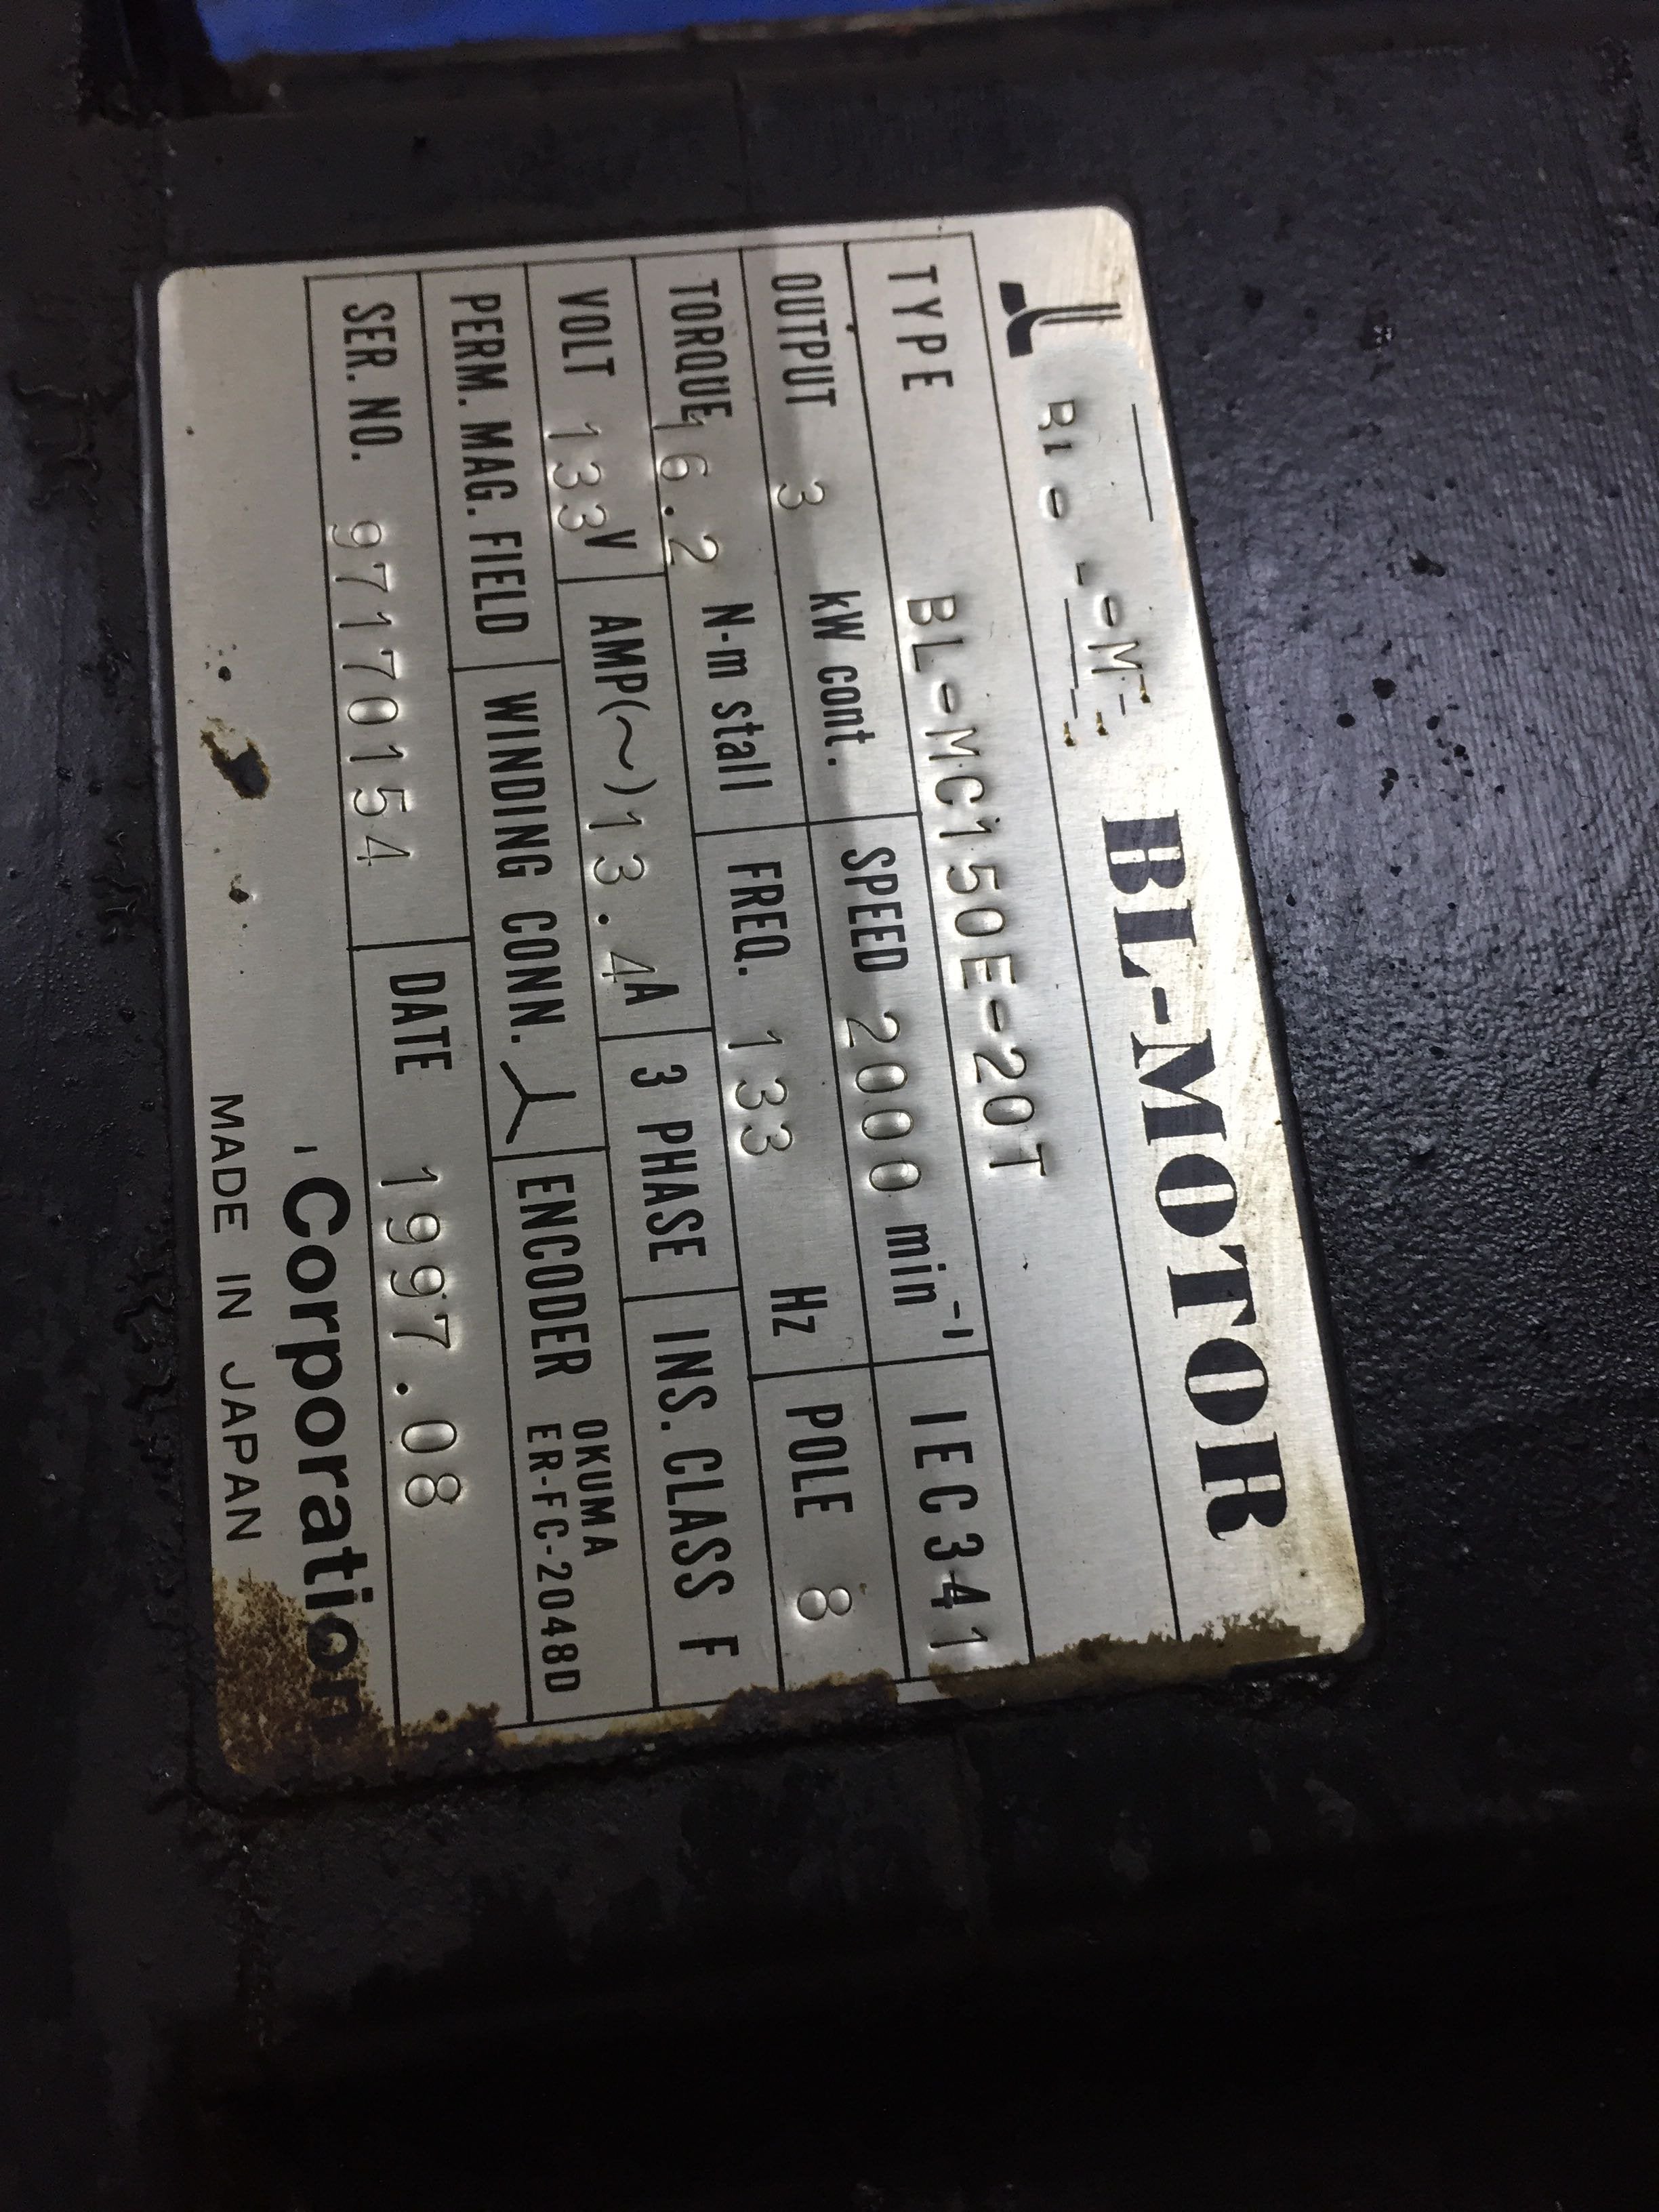 BL-MOTOR
TYPE BL-MC150E-20T
OUTPUT 3 kW cont. SPEED 2000 min⁻¹ IEC341
TORQUE 16.2 N-m stall FREQ. 133 Hz POLE 8
VOLT 133V AMP(~)13.4A 3 PHASE INS. CLASS F
PERM. MAG. FIELD WINDING CONN. ENCODER OKUMA
ER-FC-2048D
SER. NO. 97170154 DATE 1997.08
Corporation
MADE IN JAPAN